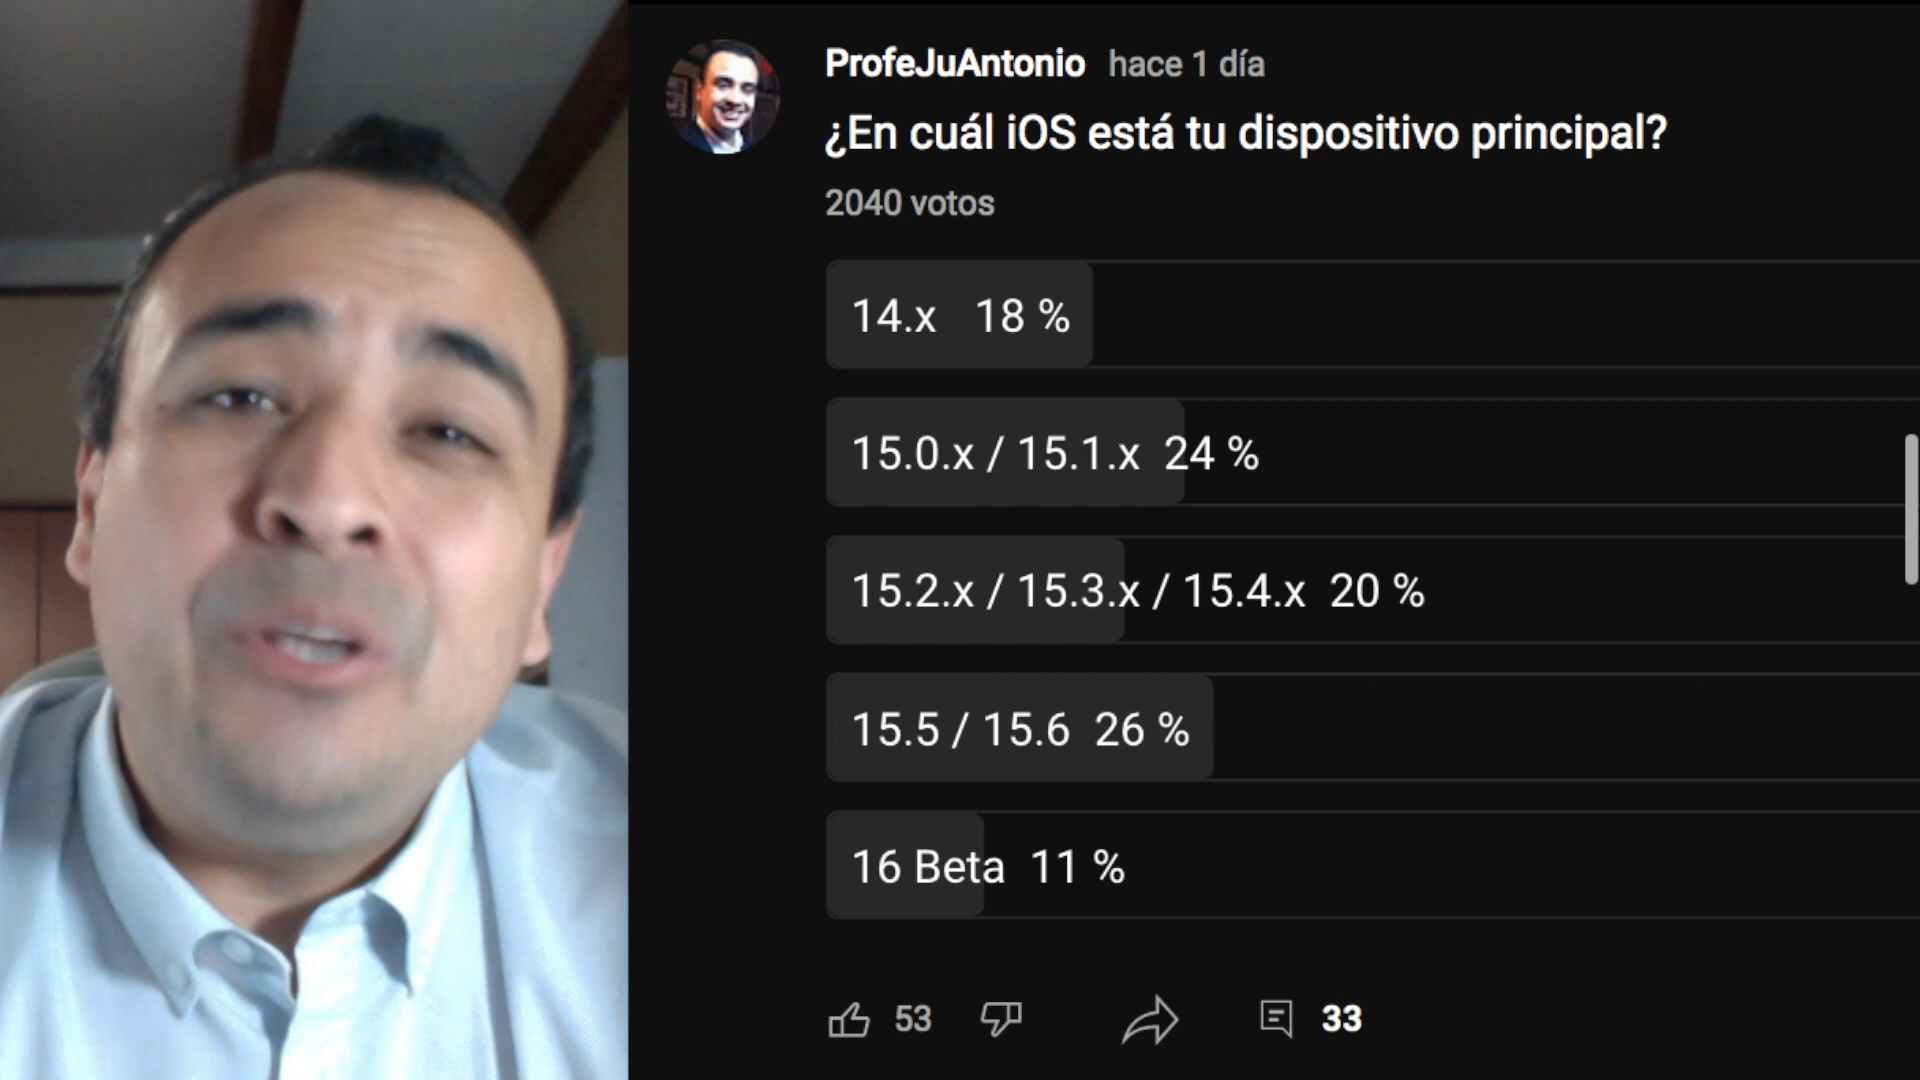 ProfeJuAntonio hace 1 día
¿En cuál iOS está tu dispositivo principal?
2040 votos
14.x 18 %
15.0.x / 15.1.x 24 %
15.2.x / 15.3.x / 15.4.x 20 %
15.5 / 15.6 26 %
16 Beta 11 %
53 33